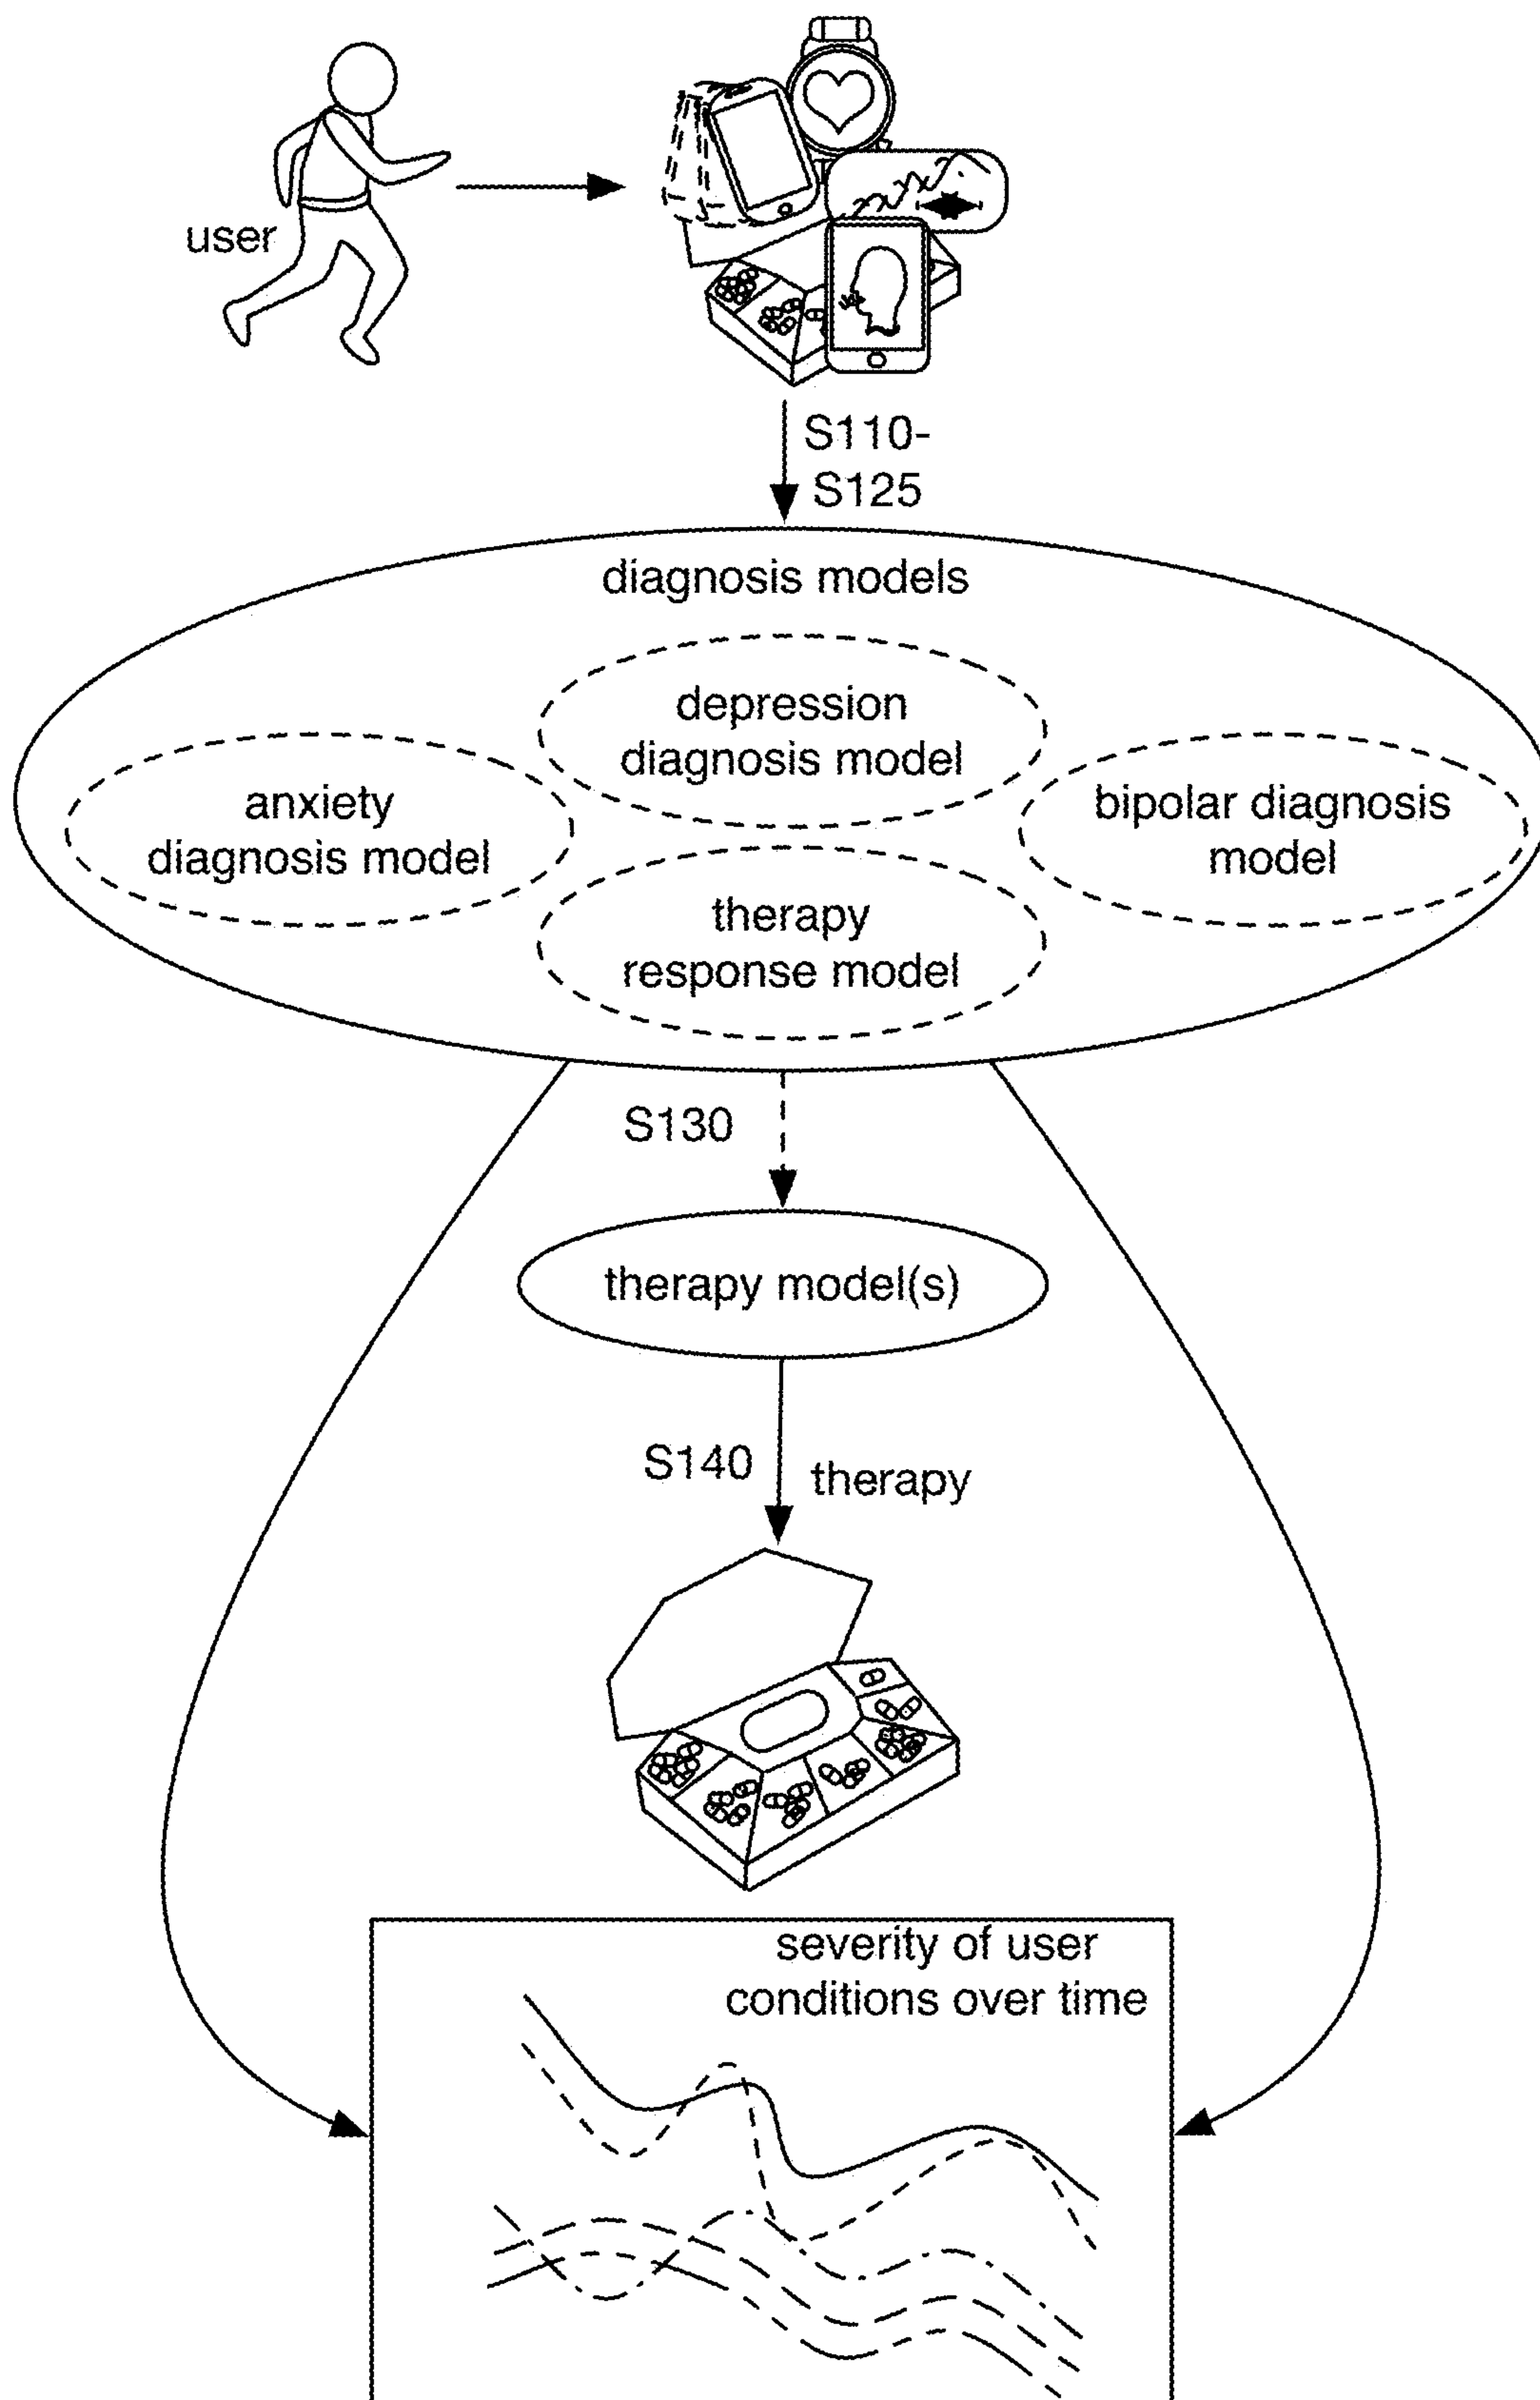 user
S110-
S125
diagnosis models
depression
diagnosis model
anxiety
diagnosis model
bipolar diagnosis
model
therapy
response model
S130
therapy model(s)
S140
therapy
severity of user
conditions over time